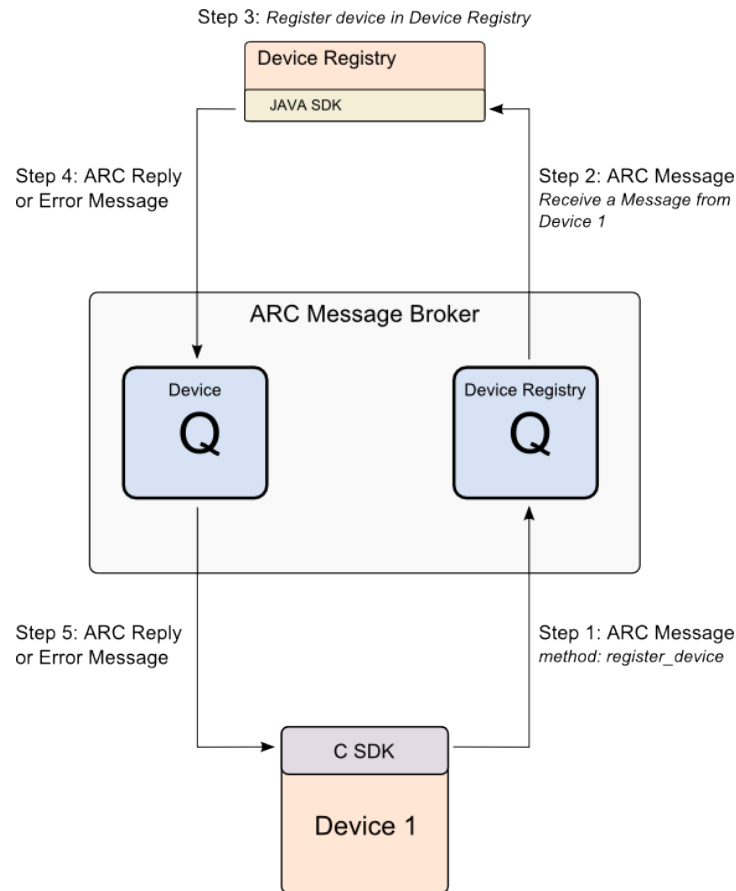 Step 3: Register device in Device Registry
Device Registry
JAVA SDK
Step 4: ARC Reply
or Error Message
Step 2: ARC Message
Receive a Message from
Device 1
ARC Message Broker
Device
Q
Device Registry
Q
Step 5: ARC Reply
or Error Message
Step 1: ARC Message
method: register_device
C SDK
Device 1